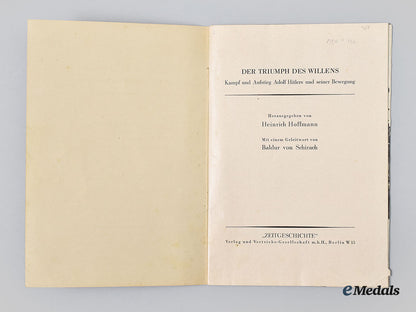 DER TRIUMPH DES WILLENS
Kampf und Aufstieg Adolf Hitlers und seiner Bewegung
Herausgegeben von
Heinrich Hoffmann
Mit einem Geleitwort von
Baldur von Schirach
„ZEITGESCHICHTE“
Verlag und Vertriebs-Gesellschaft m.b.H., Berlin W 35
eMedals